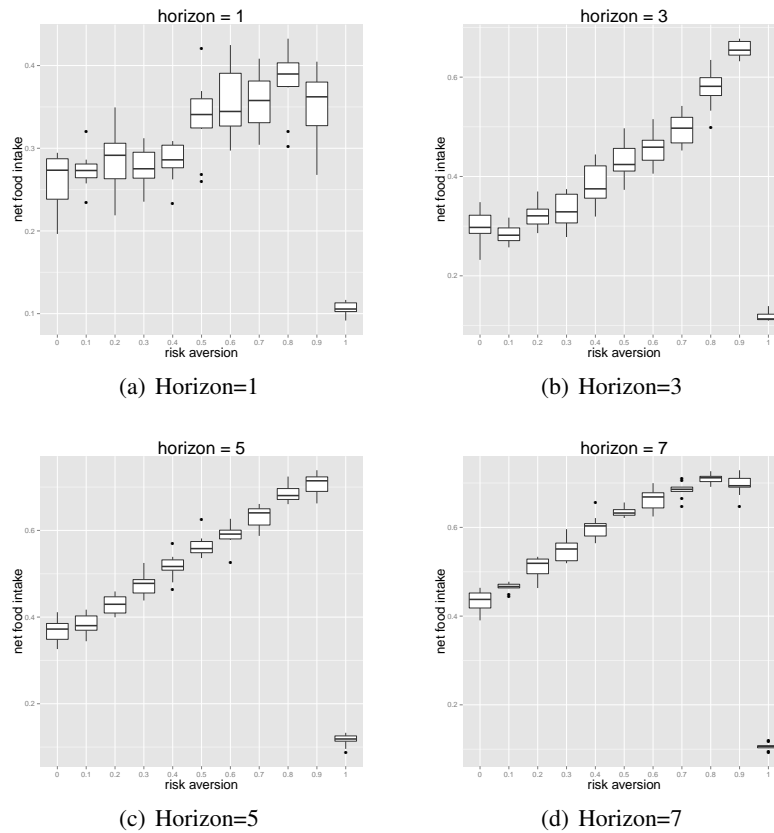 horizon = 1
net food intake
0.4
0.3
0.2
0.1
0 0.1 0.2 0.3 0.4 0.5 0.6 0.7 0.8 0.9 1
risk aversion
(a) Horizon=1
horizon = 3
net food intake
0.6
0.4
0.2
0 0.1 0.2 0.3 0.4 0.5 0.6 0.7 0.8 0.9 1
risk aversion
(b) Horizon=3
horizon = 5
net food intake
0.6
0.4
0.2
0 0.1 0.2 0.3 0.4 0.5 0.6 0.7 0.8 0.9 1
risk aversion
(c) Horizon=5
horizon = 7
net food intake
0.6
0.4
0.2
0 0.1 0.2 0.3 0.4 0.5 0.6 0.7 0.8 0.9 1
risk aversion
(d) Horizon=7